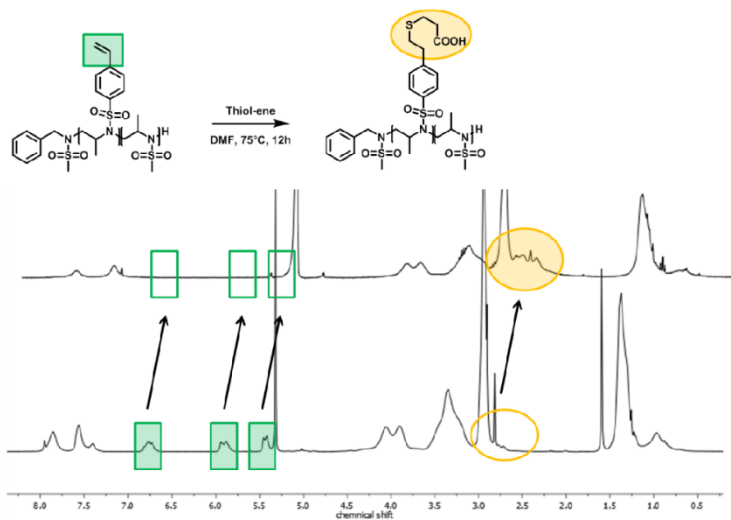 S
COOH
O=S=O
Thiol-ene
DMF, 75°C, 12h
N
N
N
H
O=S=O
O=S=O
O=S=O
N
N
N
H
O=S=O
O=S=O
8.0 7.5 7.0 6.5 6.0 5.5 5.0 4.5 4.0 3.5 3.0 2.5 2.0 1.5 1.0 0.5
chemnical shift